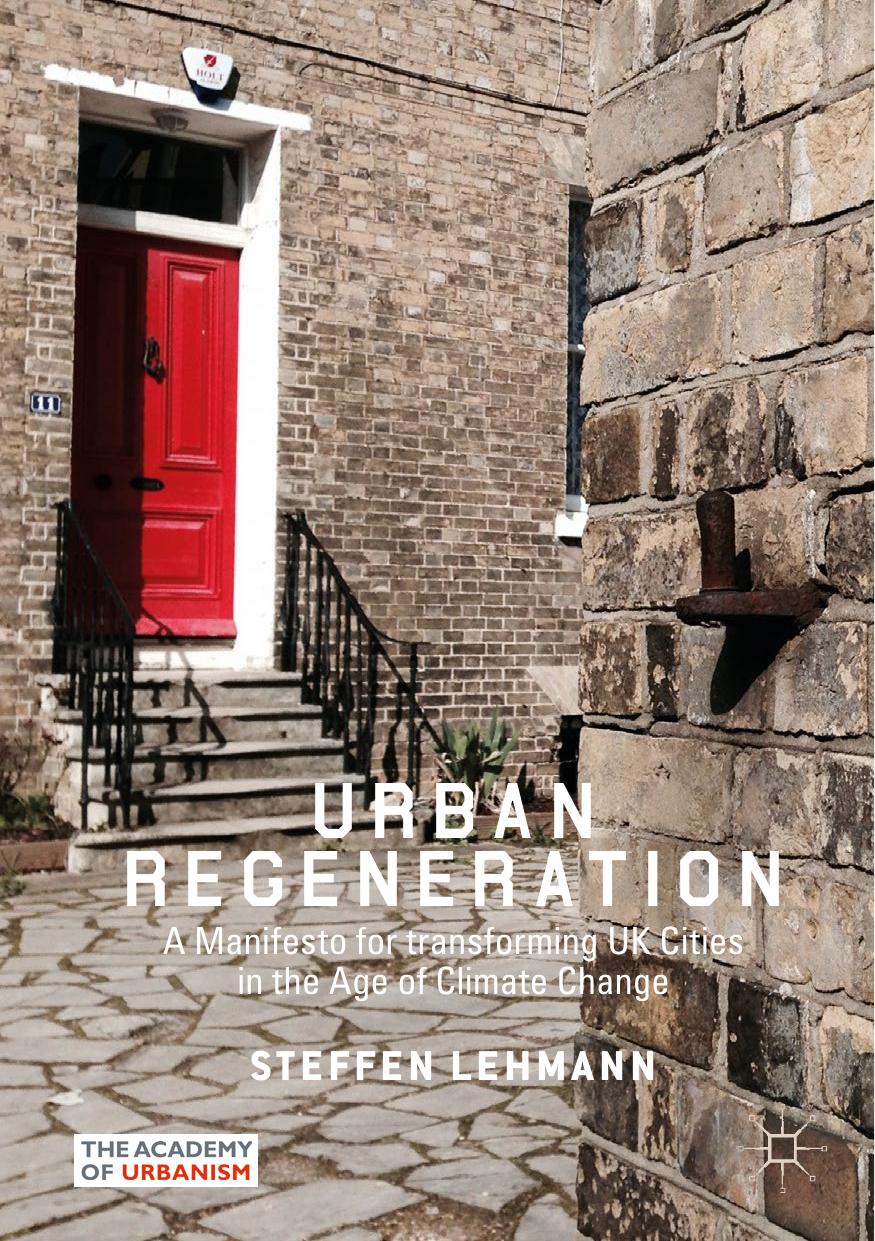 HOLT
11
URBAN
REGENERATION
A Manifesto for transforming UK Cities
in the Age of Climate Change
STEFFEN LEHMANN
THE ACADEMY
OF URBANISM